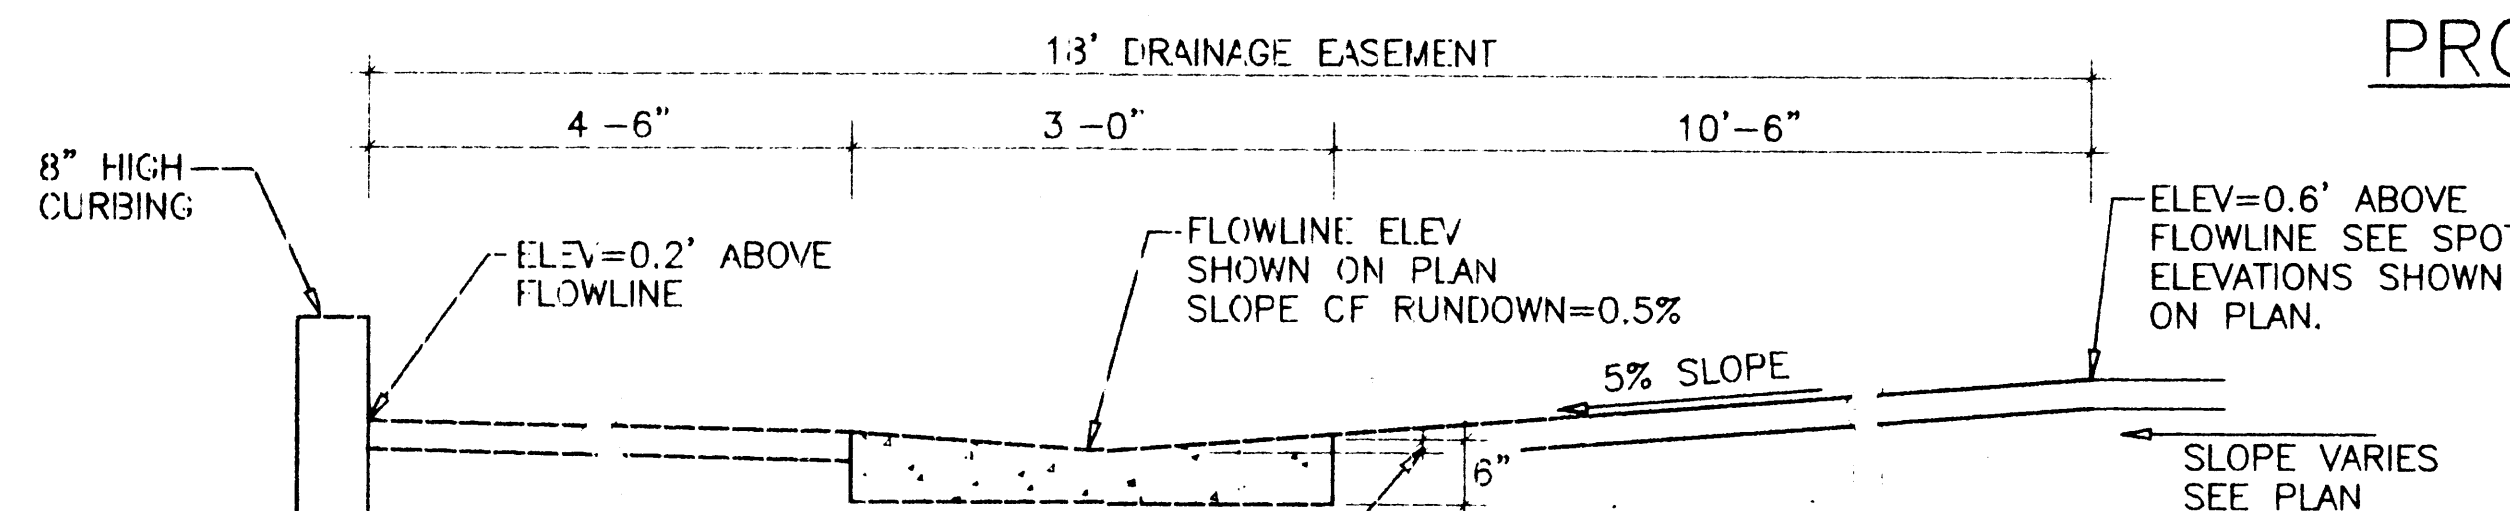 18' DRAINAGE EASEMENT
PRO
4 -6"
3 -0"
10'-6"
8" HIGH
CURBING
ELEV=0.2' ABOVE
FLOWLINE
FLOWLINE ELEV
SHOWN ON PLAN
SLOPE OF RUNDOWN=0.5%
ELEV=0.6' ABOVE
FLOWLINE SEE SPOT
ELEVATIONS SHOWN
ON PLAN.
5% SLOPE
6"
SLOPE VARIES
SEE PLAN